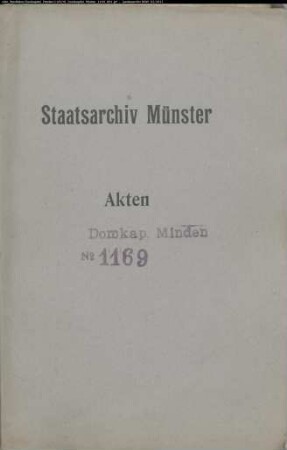 Staatsarchiv Münster
Akten
Domkap. Minden
№ 1169